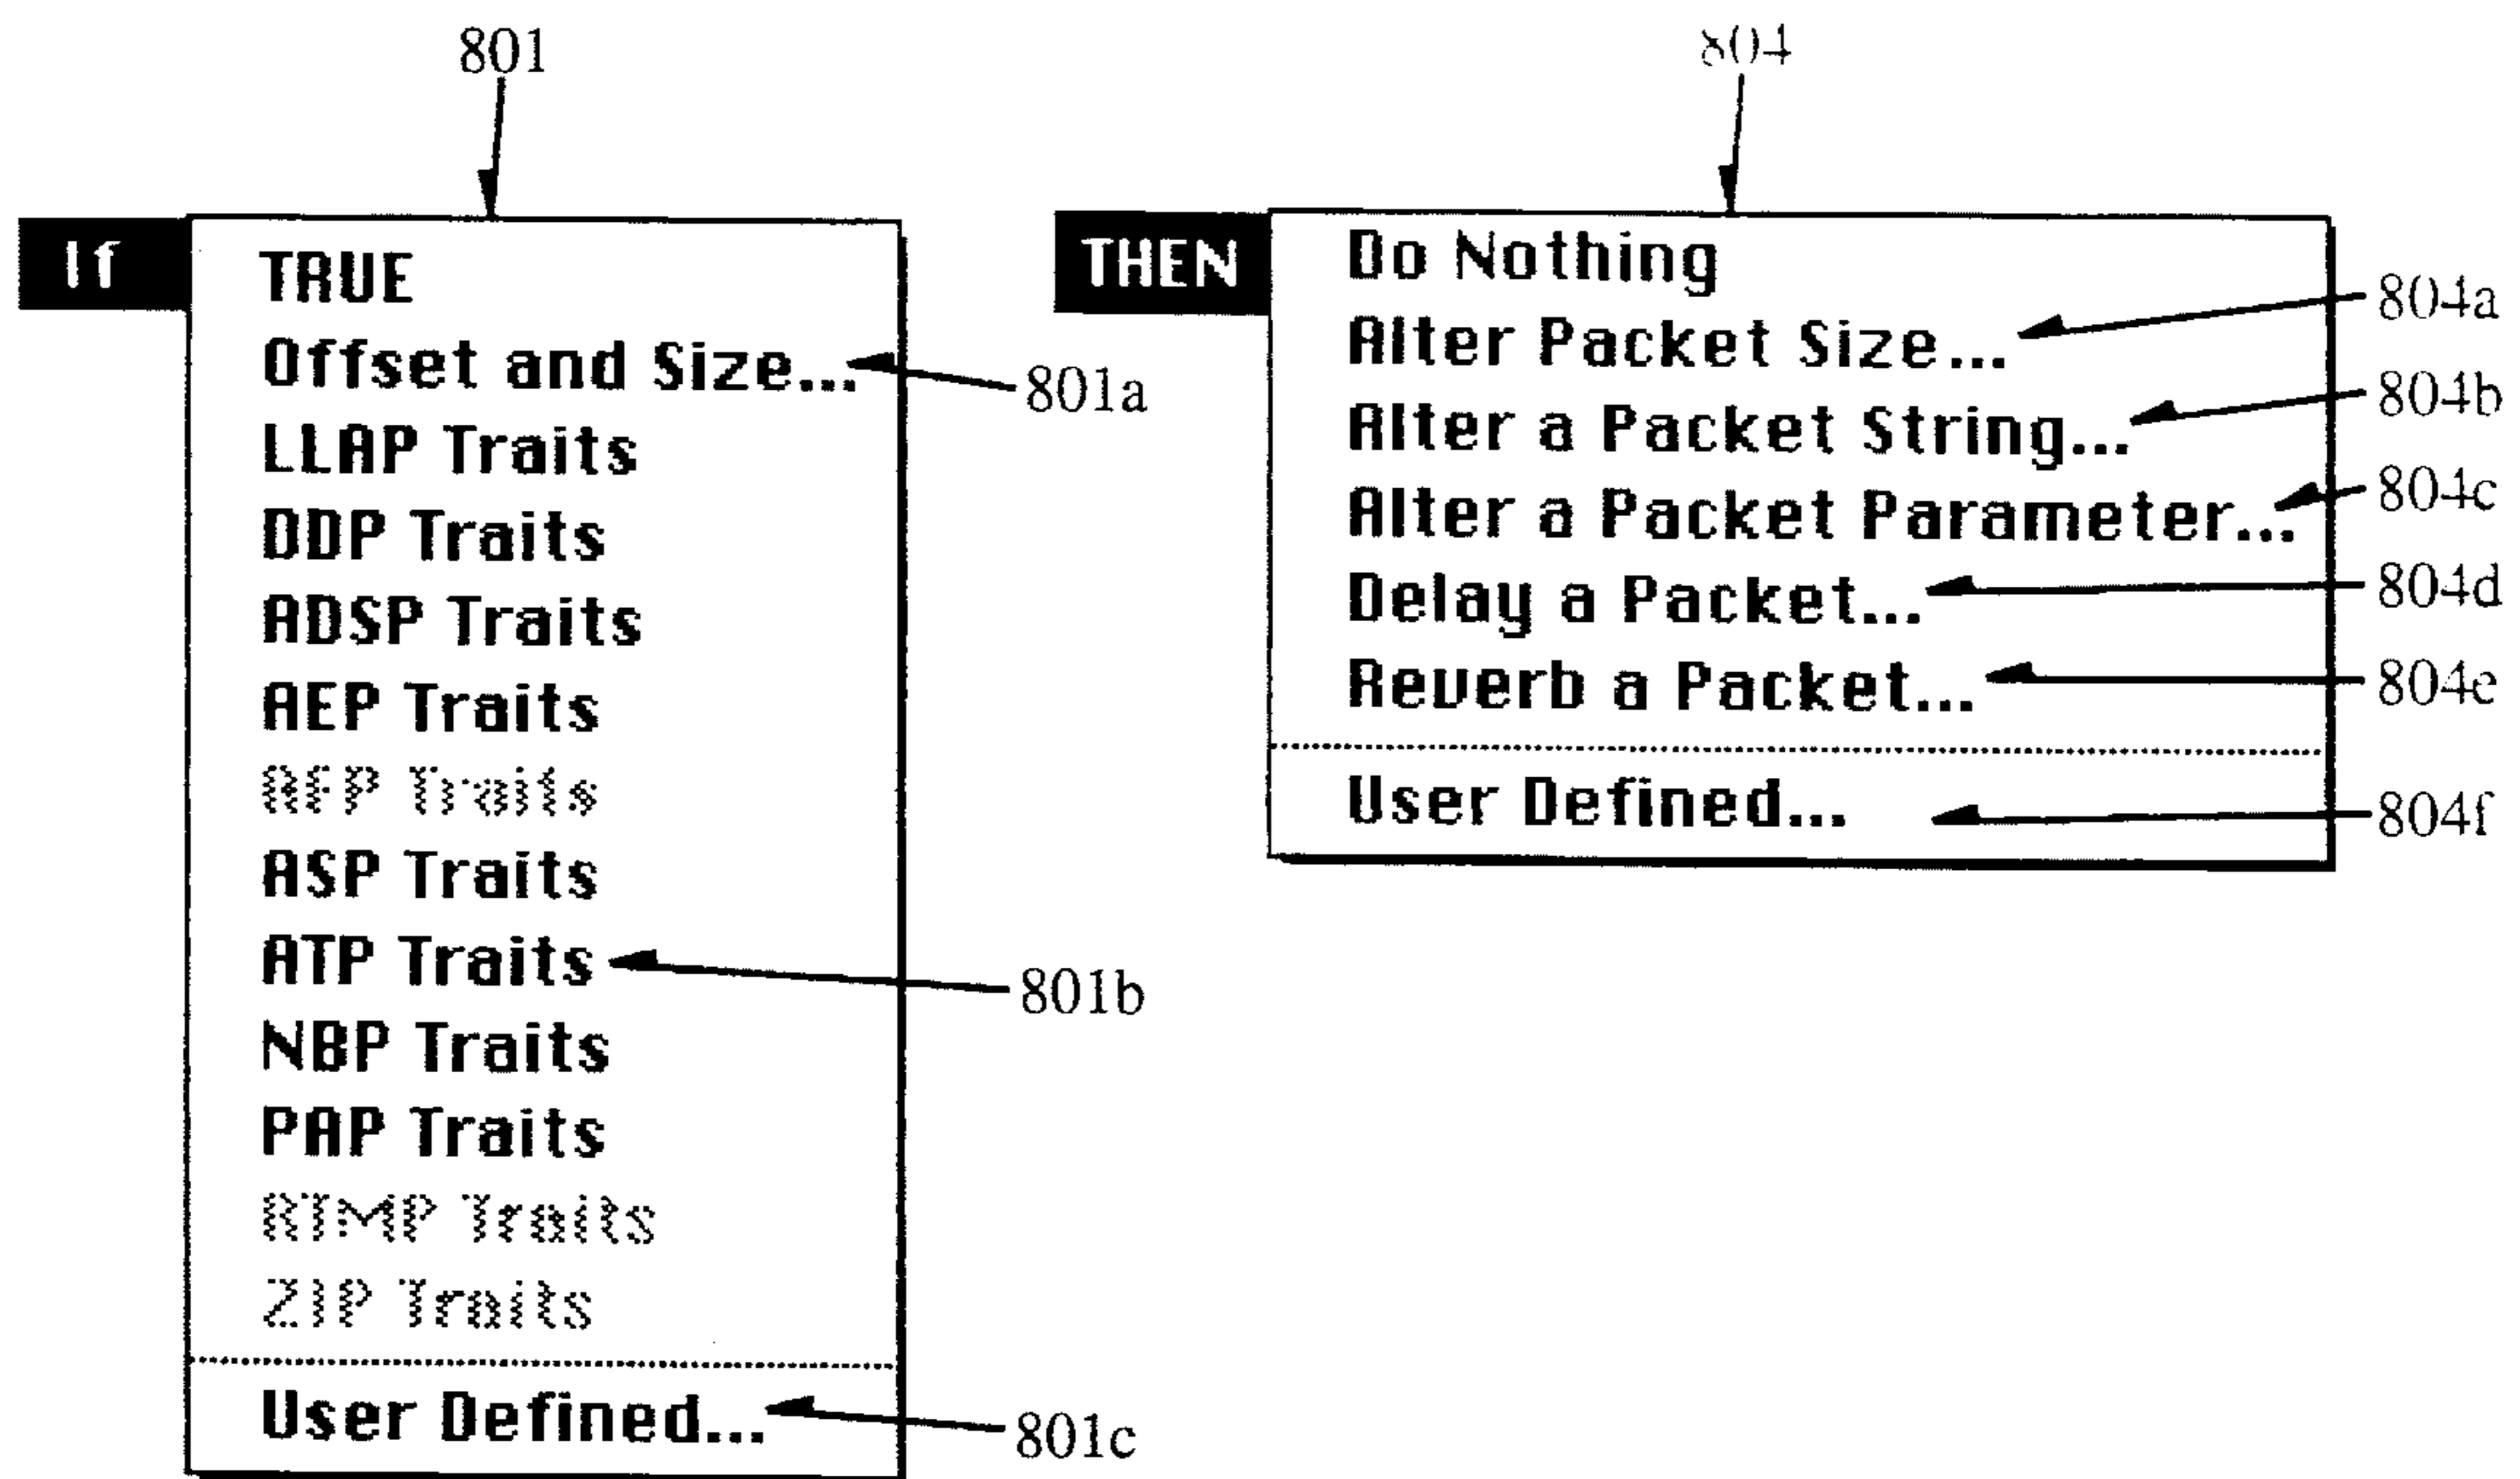 801
If
TRUE
Offset and Size...
801a
LLAP Traits
DDP Traits
ADSP Traits
AEP Traits
AFP Traits
ASP Traits
ATP Traits
801b
NBP Traits
PAP Traits
RTMP Traits
ZIP Traits
User Defined...
801c
804
THEN
Do Nothing
Alter Packet Size...
804a
Alter a Packet String...
804b
Alter a Packet Parameter...
804c
Delay a Packet...
804d
Reverb a Packet...
804e
User Defined...
804f